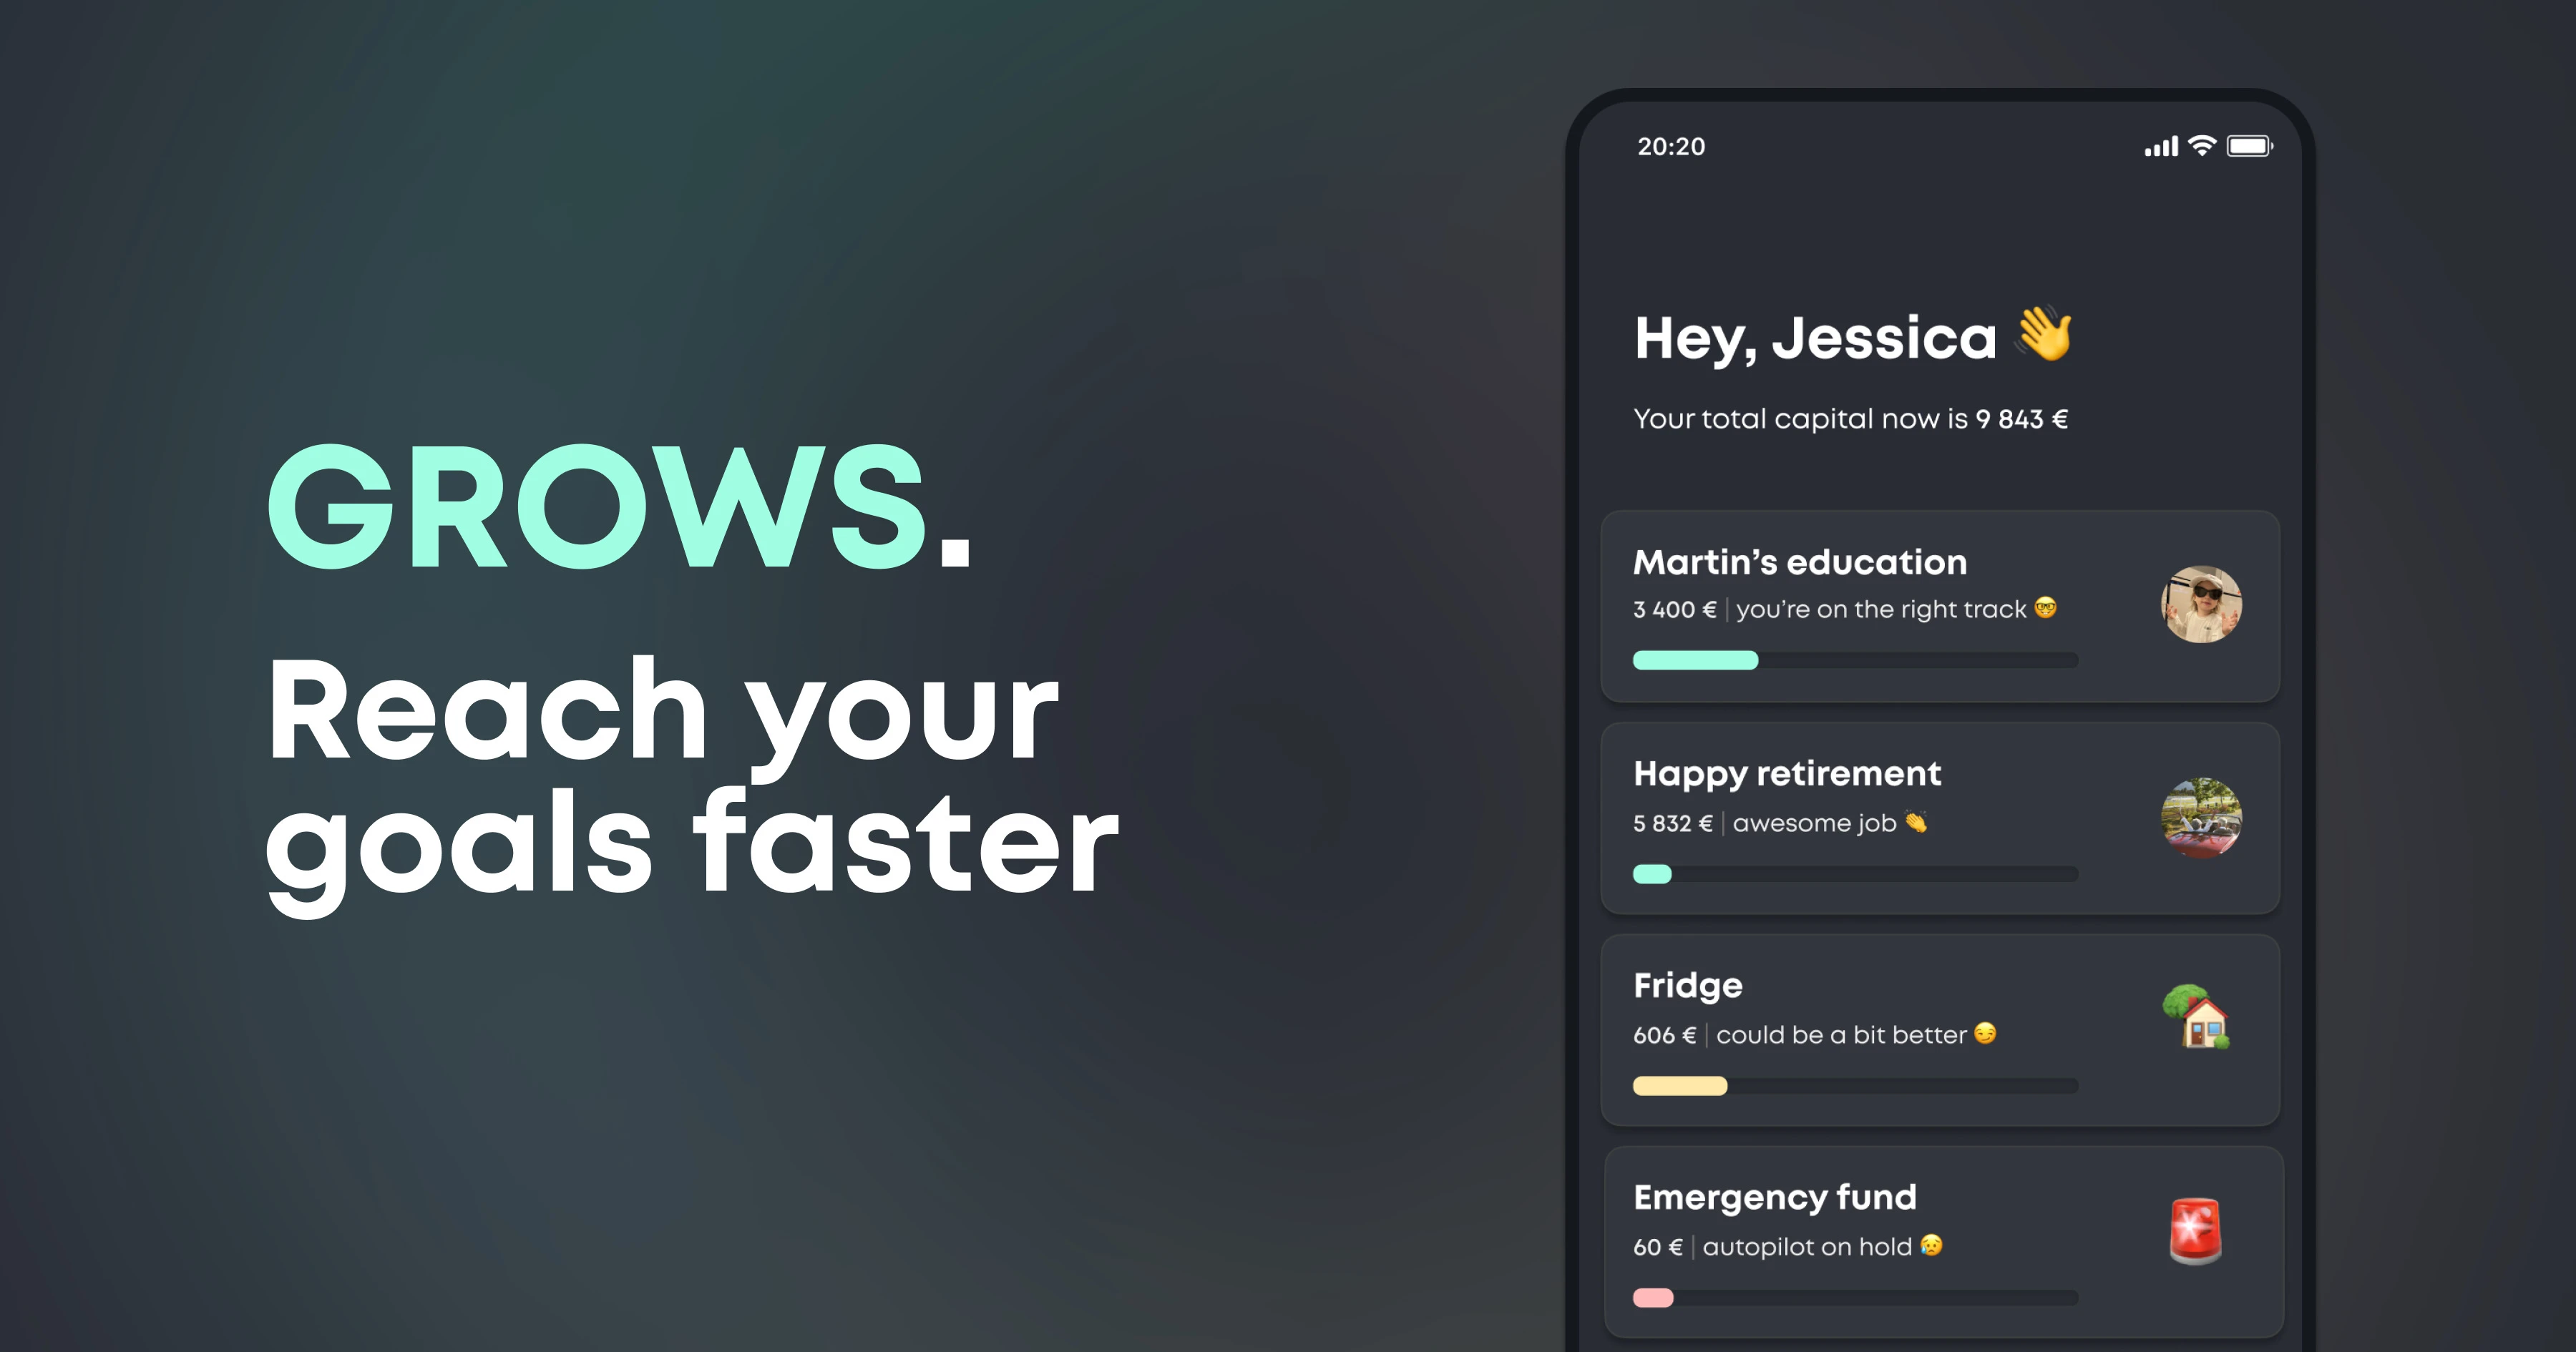 GROWS.
Reach your
goals faster
20:20
Hey, Jessica 👋
Your total capital now is 9 843 €
Martin’s education
3 400 € | you’re on the right track 🤓
Happy retirement
5 832 € | awesome job 👏
Fridge
606 € | could be a bit better 😏
Emergency fund
60 € | autopilot on hold 😥